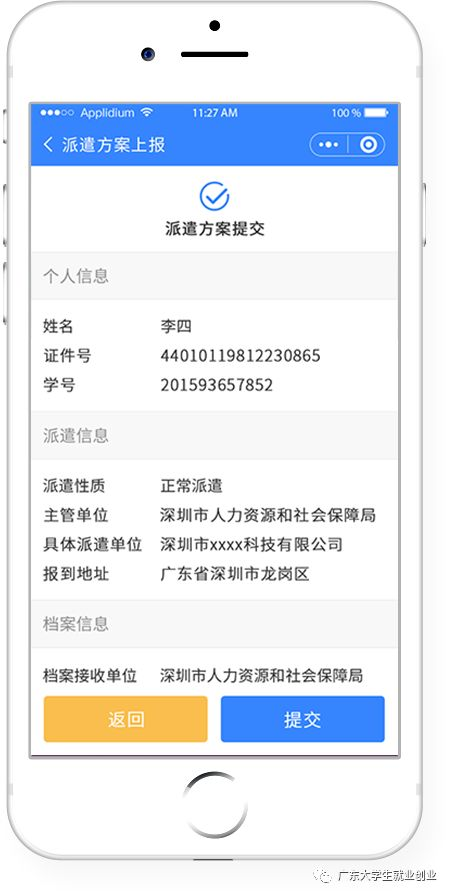 Applidium 11:27 AM 100 %
派遣方案上报
派遣方案提交
个人信息
姓名 李四
证件号 44010119812230865
学号 201593657852
派遣信息
派遣性质 正常派遣
主管单位 深圳市人力资源和社会保障局
具体派遣单位 深圳市xxxx科技有限公司
报到地址 广东省深圳市龙岗区
档案信息
档案接收单位 深圳市人力资源和社会保障局
返回 提交
广东大学生就业创业